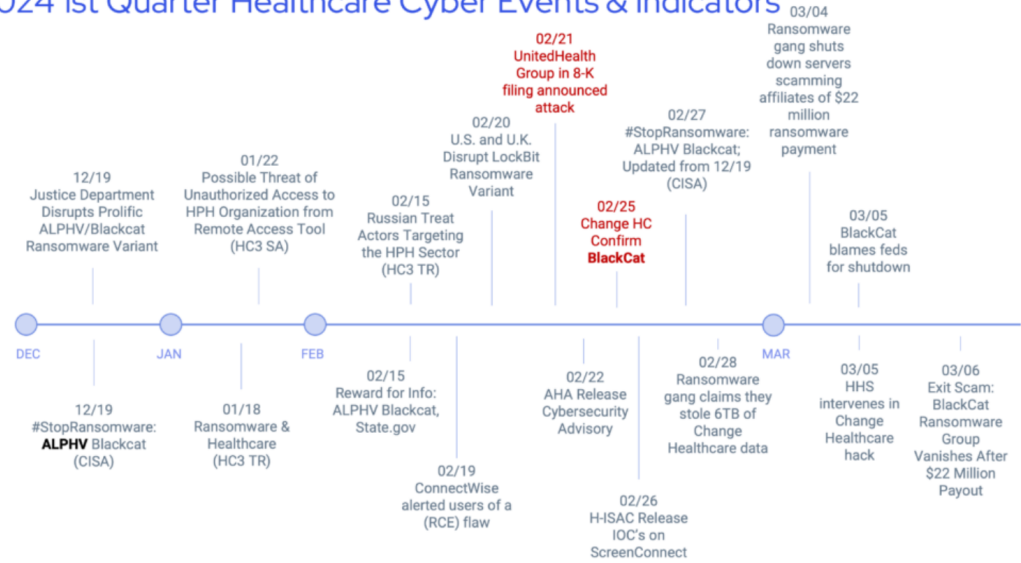 024 1st Quarter Healthcare Cyber Events & Indicators
12/19
Justice Department
Disrupts Prolific
ALPHV/Blackcat
Ransomware Variant
01/22
Possible Threat of
Unauthorized Access to
HPH Organization from
Remote Access Tool
(HC3 SA)
02/15
Russian Treat
Actors Targeting
the HPH Sector
(HC3 TR)
02/20
U.S. and U.K.
Disrupt LockBit
Ransomware
Variant
02/21
UnitedHealth
Group in 8-K
filing announced
attack
02/25
Change HC
Confirm
BlackCat
02/27
#StopRansomware:
ALPHV Blackcat;
Updated from 12/19
(CISA)
03/04
Ransomware
gang shuts
down servers
scamming
affiliates of $22
million
ransomware
payment
03/05
BlackCat
blames feds
for shutdown
DEC
JAN
FEB
MAR
12/19
#StopRansomware:
ALPHV Blackcat
(CISA)
01/18
Ransomware &
Healthcare
(HC3 TR)
02/15
Reward for Info:
ALPHV Blackcat,
State.gov
02/19
ConnectWise
alerted users of a
(RCE) flaw
02/22
AHA Release
Cybersecurity
Advisory
02/26
H-ISAC Release
IOC's on
ScreenConnect
02/28
Ransomware
gang claims they
stole 6TB of
Change
Healthcare data
03/05
HHS
intervenes in
Change
Healthcare
hack
03/06
Exit Scam:
BlackCat
Ransomware
Group
Vanishes After
$22 Million
Payout